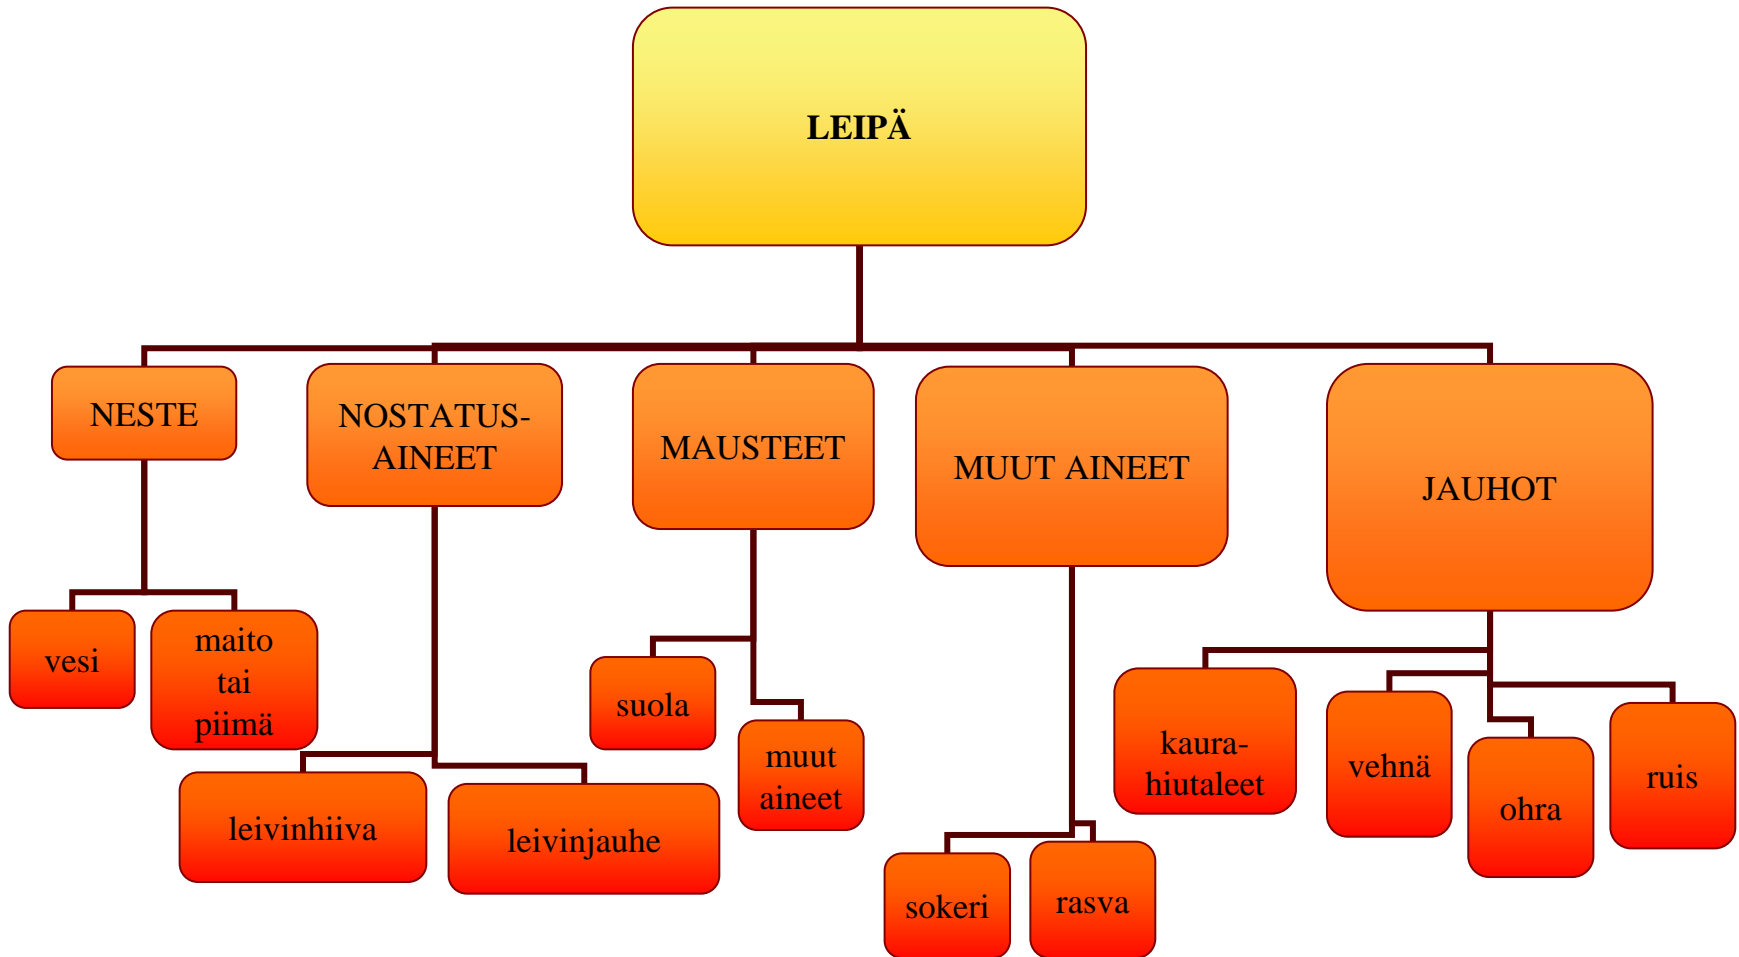 LEIPÄ
NESTE
NOSTATUS-
AINEET
MAUSTEET
MUUT AINEET
JAUHOT
vesi
maito
tai
piimä
leivinhiiva
leivinjauhe
suola
muut
aineet
sokeri
rasva
kaura-
hiutaleet
vehnä
ohra
ruis